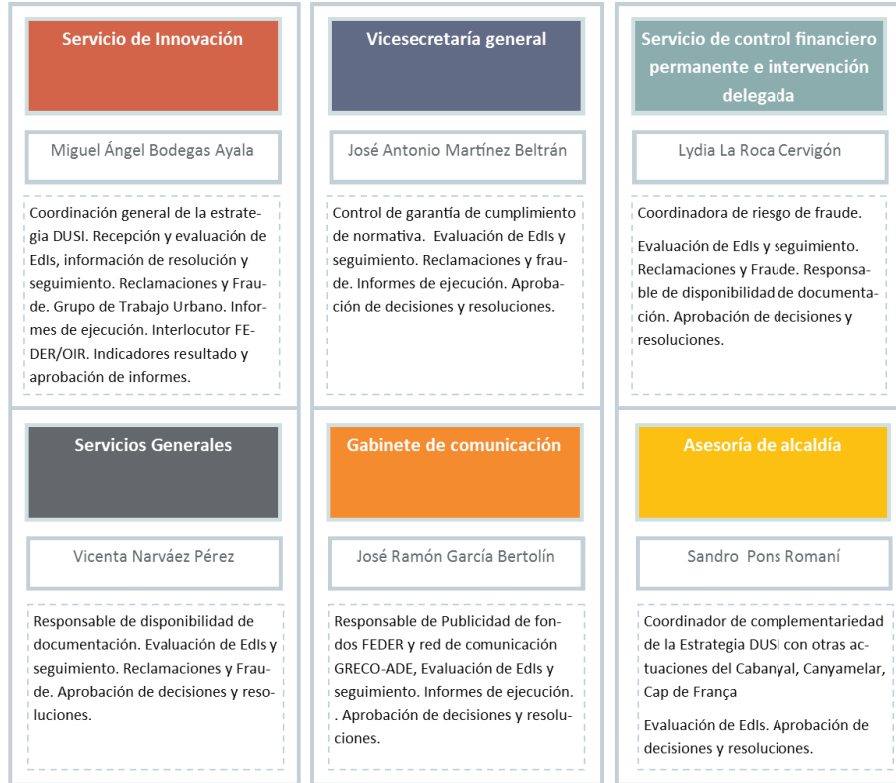 Servicio de Innovación
Miguel Ángel Bodegas Ayala
Coordinación general de la estrate-
gia DUSI. Recepción y evaluación de
EdIs, información de resolución y
seguimiento. Reclamaciones y Frau-
de. Grupo de Trabajo Urbano. Infor-
mes de ejecución. Interlocutor FE-
DER/OIR. Indicadores resultado y
aprobación de informes.
Vicesecretaría general
José Antonio Martínez Beltrán
Control de garantía de cumplimiento
de normativa. Evaluación de EdIs y
seguimiento. Reclamaciones y frau-
de. Informes de ejecución. Aproba-
ción de decisiones y resoluciones.
Servicio de control financiero
permanente e intervención
delegada
Lydia La Roca Cervigón
Coordinadora de riesgo de fraude.
Evaluación de EdIs y seguimiento.
Reclamaciones y Fraude. Responsa-
ble de disponibilidad de documenta-
ción. Aprobación de decisiones y
resoluciones.
Servicios Generales
Vicenta Narváez Pérez
Responsable de disponibilidad de
documentación. Evaluación de EdIs y
seguimiento. Reclamaciones y Frau-
de. Aprobación de decisiones y reso-
luciones.
Gabinete de comunicación
José Ramón García Bertolín
Responsable de Publicidad de fon-
dos FEDER y red de comunicación
GRECO-ADE, Evaluación de EdIs y
seguimiento. Informes de ejecución.
. Aprobación de decisiones y resolu-
ciones.
Asesoría de alcaldía
Sandro Pons Romaní
Coordinador de complementariedad
de la Estrategia DUSI con otras ac-
tuaciones del Cabanyal, Canyamelar,
Cap de França
Evaluación de EdIs. Aprobación de
decisiones y resoluciones.